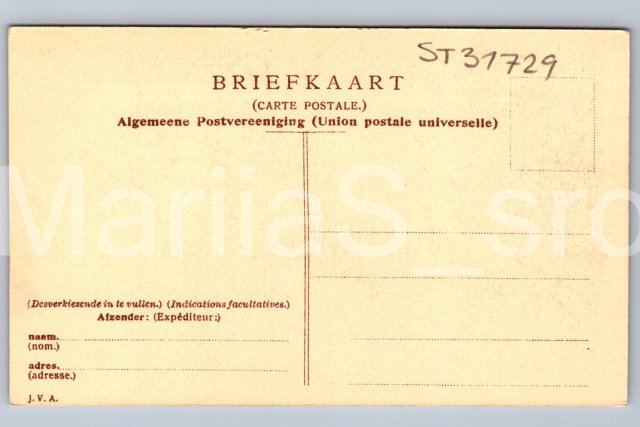 ST31729
BRIEFKAART
(CARTE POSTALE.)
Algemeene Postvereeniging (Union postale universelle)
MariiaS_sro
(Desverkiezende in te vullen.) (Indications facultatives.)
Afzender: (Expéditeur:)
naam.
(nom.)
adres.
(adresse.)
J. V. A.